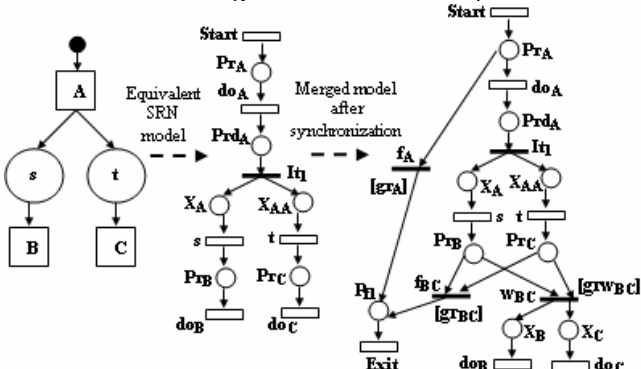 A
s
t
B
C
Equivalent
SRN
model
Start
PrA
doA
PrdA
It1
XA
XAA
s
t
PrB
PrC
doB
doC
Merged model
after
synchronization
Start
PrA
doA
PrdA
fA
[grA]
It1
XA
XAA
s
t
PrB
PrC
fBC
[grBC]
wBC
[grwBC]
Pf1
XB
XC
Exit
doB
doC